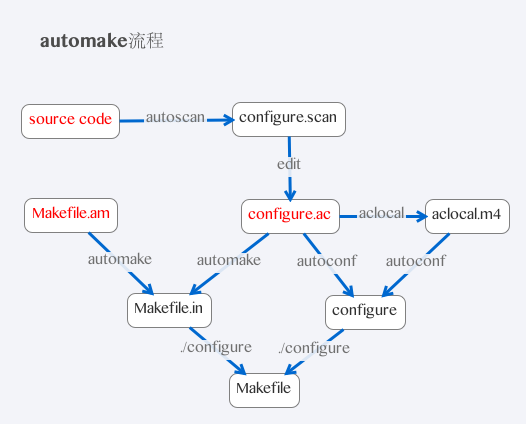 automake流程
source code
autoscan
configure.scan
edit
Makefile.am
configure.ac
aclocal
aclocal.m4
automake
automake
autoconf
autoconf
Makefile.in
configure
./configure
./configure
Makefile